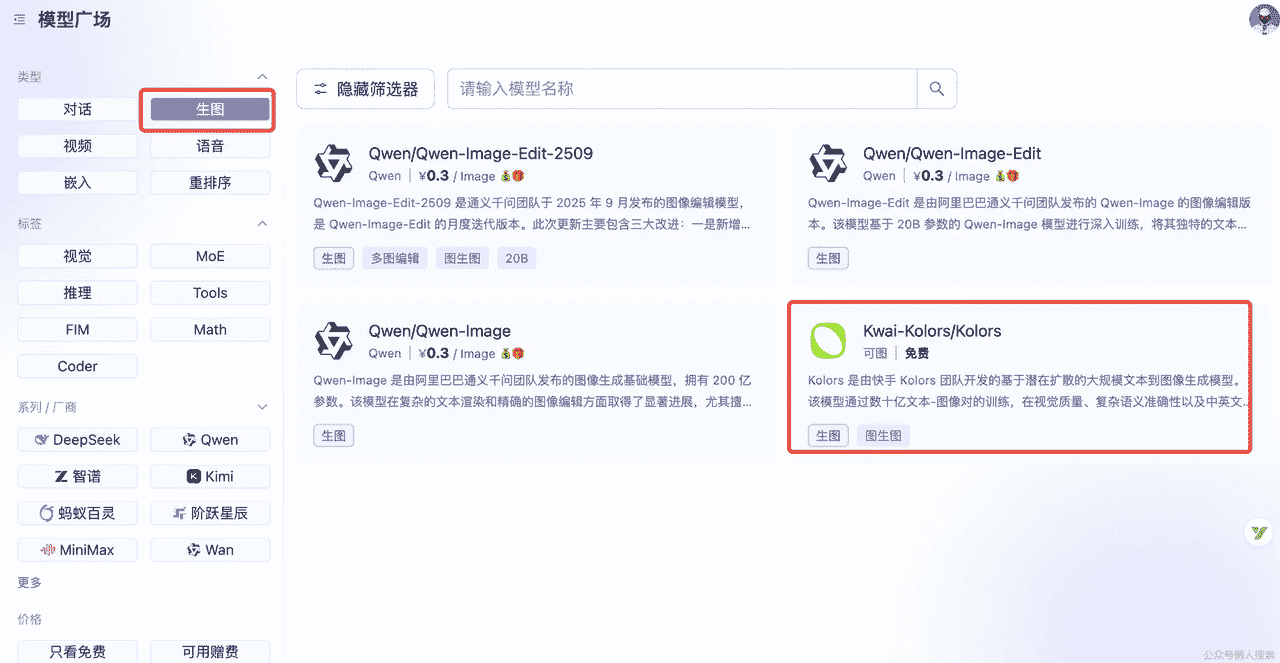 模型广场
类型
对话
生图
视频
语音
嵌入
重排序
标签
视觉
MoE
推理
Tools
FIM
Math
Coder
系列 / 厂商
DeepSeek
Qwen
智谱
Kimi
蚂蚁百灵
阶跃星辰
MiniMax
Wan
更多
价格
只看免费
可用赠费
隐藏筛选器
请输入模型名称
Qwen/Qwen-Image-Edit-2509
Qwen | ¥0.3 / Image
Qwen-Image-Edit-2509 是通义千问团队于 2025 年 9 月发布的图像编辑模型，
是 Qwen-Image-Edit 的月度迭代版本。此次更新主要包含三大改进：一是新增...
生图 多图编辑 图生图 20B
Qwen/Qwen-Image-Edit
Qwen | ¥0.3 / Image
Qwen-Image-Edit 是由阿里巴巴通义千问团队发布的 Qwen-Image 的图像编辑版
本。该模型基于 20B 参数的 Qwen-Image 模型进行深入训练，将其独特的文本...
生图
Qwen/Qwen-Image
Qwen | ¥0.3 / Image
Qwen-Image 是由阿里巴巴通义千问团队发布的图像生成基础模型，拥有 200 亿
参数。该模型在复杂的文本渲染和精确的图像编辑方面取得了显著进展，尤其擅...
生图
Kwai-Kolors/Kolors
可图 | 免费
Kolors 是由快手 Kolors 团队开发的基于潜在扩散的大规模文本到图像生成模型。
该模型通过数十亿文本-图像对的训练，在视觉质量、复杂语义准确性以及中英文...
生图 图生图
公众号懒人搜索